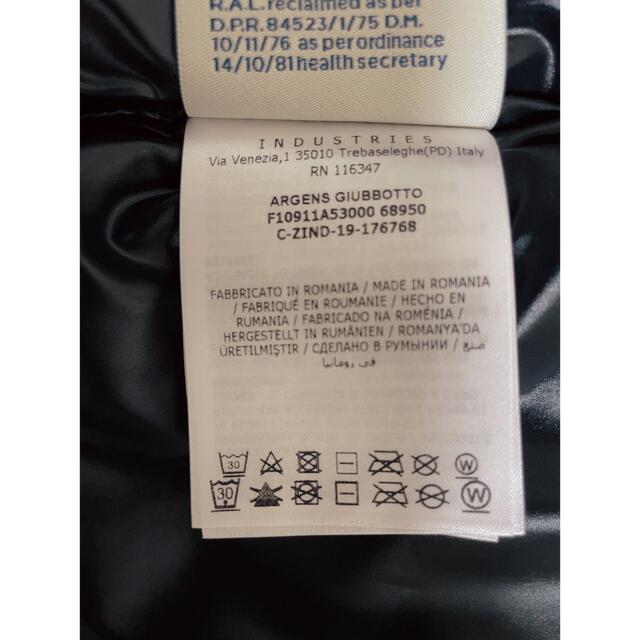 R.A.L.reclaimed as per
D.P.R.84523/1/75 D.M.
10/11/76 as per ordinance
14/10/81 health secretary
INDUSTRIES
Via Venezia,1 35010 Trebaseleghe(PD) Italy
RN 116347
ARGENS GIUBBOTTO
F10911A53000 68950
C-ZIND-19-176768
FABBRICATO IN ROMANIA / MADE IN ROMANIA
/ FABRIQUÉ EN ROUMANIE / HECHO EN
RUMANIA / FABRICADO NA ROMÉNIA /
HERGESTELLT IN RUMÄNIEN / ROMANYA'DA
ÜRETILMIŞTIR / СДЕЛАНО В РУМЫНИИ / صنع
في رومانيا
30 W
30 W